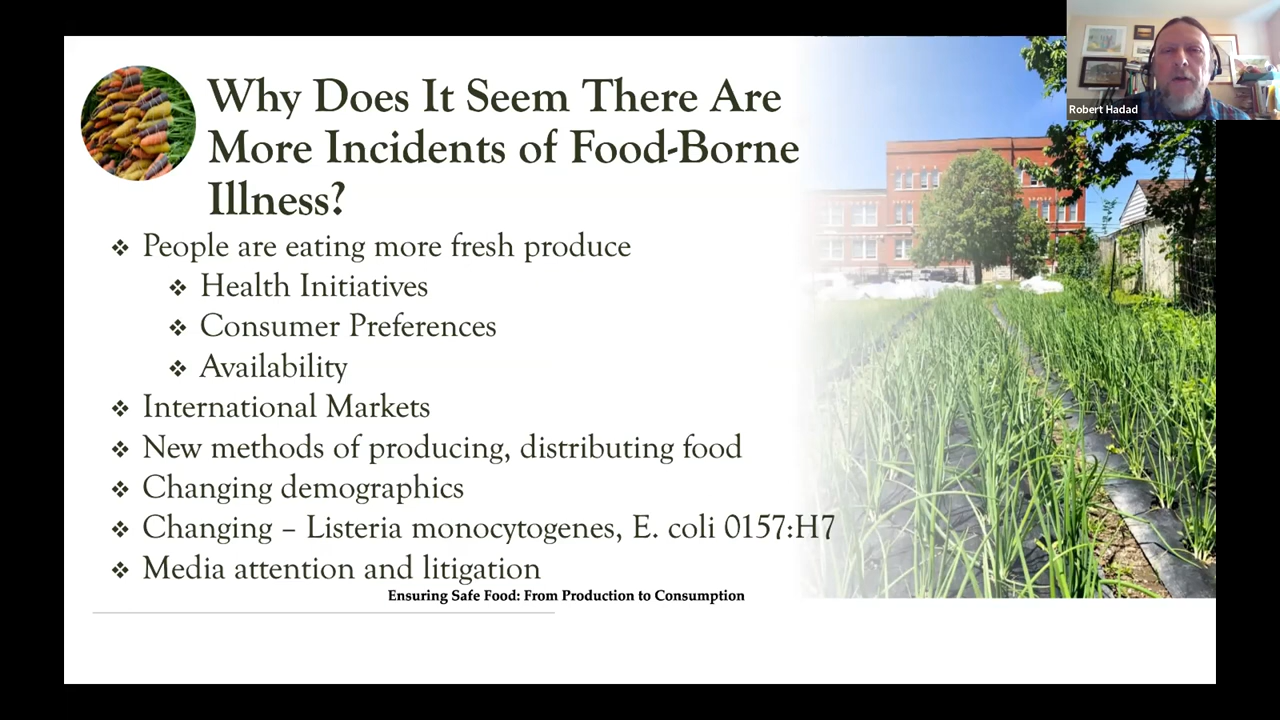 Why Does It Seem There Are
More Incidents of Food-Borne
Illness?
❖ People are eating more fresh produce
❖ Health Initiatives
❖ Consumer Preferences
❖ Availability
❖ International Markets
❖ New methods of producing, distributing food
❖ Changing demographics
❖ Changing – Listeria monocytogenes, E. coli 0157:H7
❖ Media attention and litigation
Ensuring Safe Food: From Production to Consumption
Robert Hadad